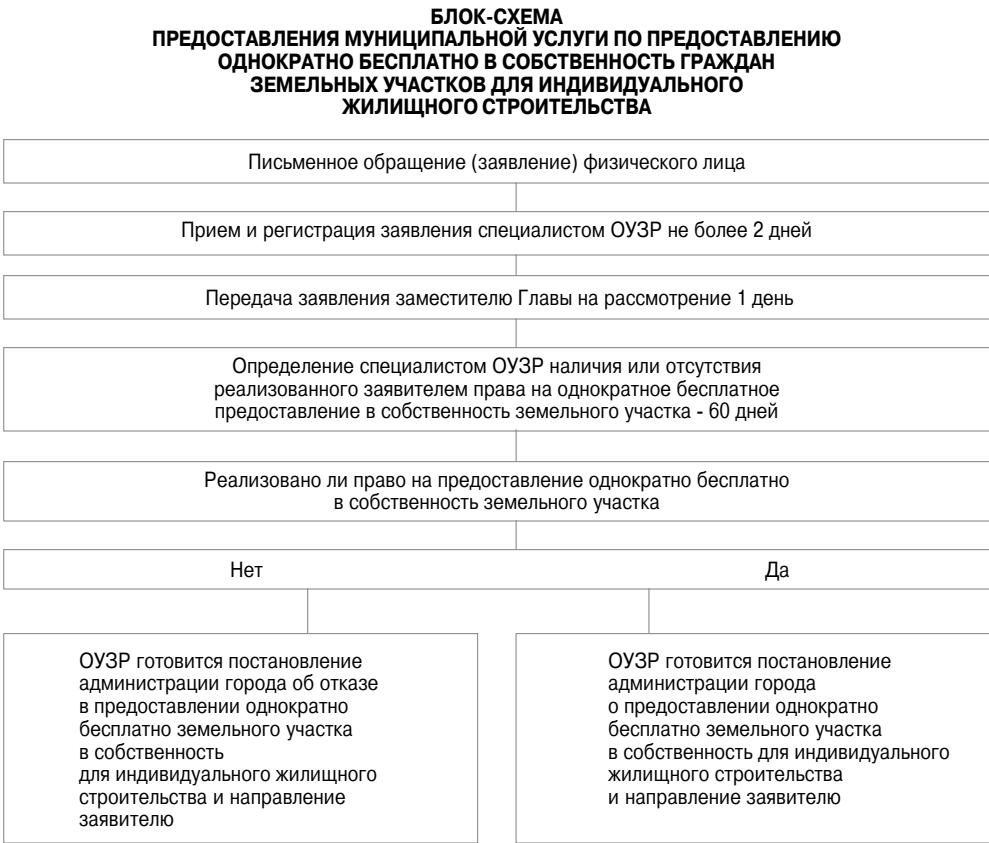 БЛОК-СХЕМА
ПРЕДОСТАВЛЕНИЯ МУНИЦИПАЛЬНОЙ УСЛУГИ ПО ПРЕДОСТАВЛЕНИЮ
ОДНОКРАТНО БЕСПЛАТНО В СОБСТВЕННОСТЬ ГРАЖДАН
ЗЕМЕЛЬНЫХ УЧАСТКОВ ДЛЯ ИНДИВИДУАЛЬНОГО
ЖИЛИЩНОГО СТРОИТЕЛЬСТВА
Письменное обращение (заявление) физического лица
Прием и регистрация заявления специалистом ОУЗР не более 2 дней
Передача заявления заместителю Главы на рассмотрение 1 день
Определение специалистом ОУЗР наличия или отсутствия
реализованного заявителем права на однократное бесплатное
предоставление в собственность земельного участка - 60 дней
Реализовано ли право на предоставление однократно бесплатно
в собственность земельного участка
Нет
Да
ОУЗР готовится постановление
администрации города об отказе
в предоставлении однократно
бесплатно земельного участка
в собственность
для индивидуального жилищного
строительства и направление
заявителю
ОУЗР готовится постановление
администрации города
о предоставлении однократно
бесплатно земельного участка
в собственность для индивидуального
жилищного строительства
и направление заявителю